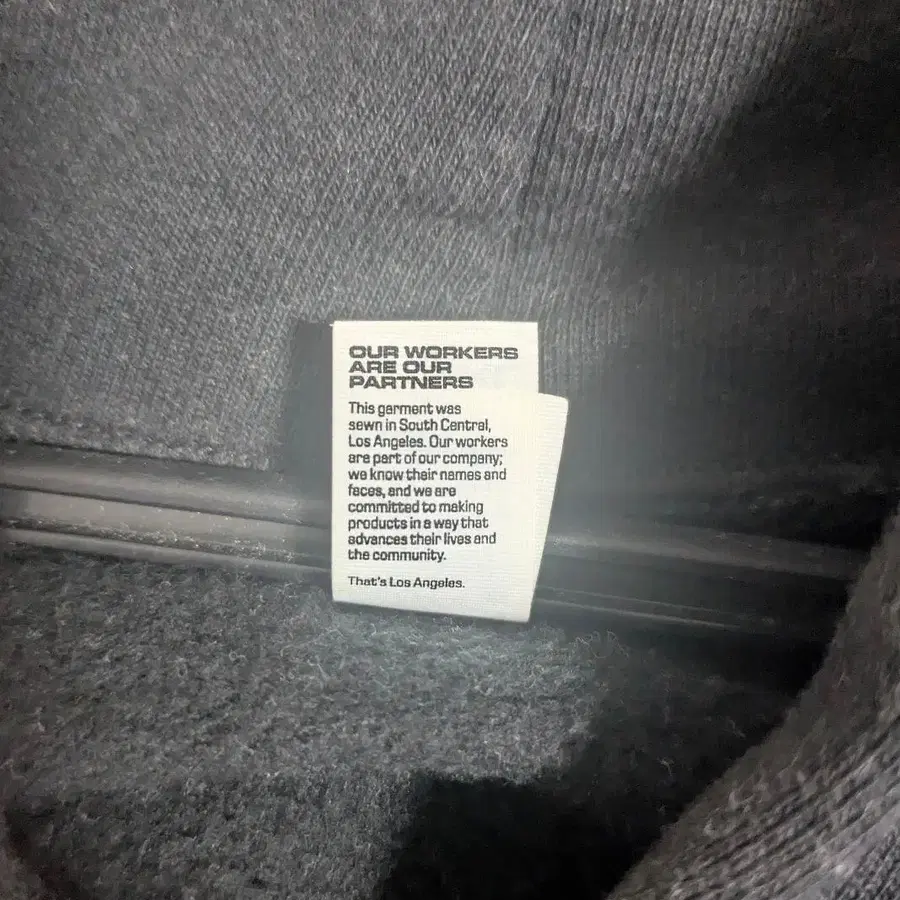 OUR WORKERS
ARE OUR
PARTNERS
This garment was
sewn in South Central,
Los Angeles. Our workers
are part of our company;
we know their names and
faces, and we are
committed to making
products in a way that
advances their lives and
the community.
That's Los Angeles.